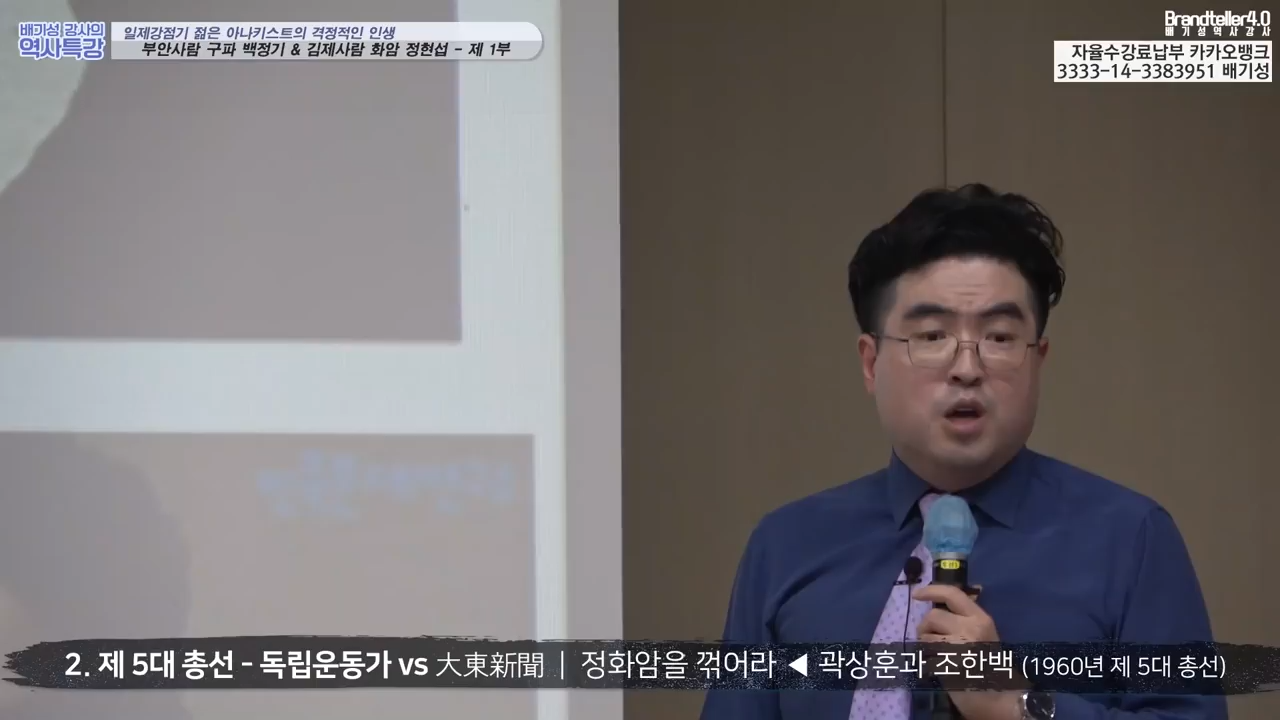 배기성 강사의
역사특강
일제강점기 젊은 아나키스트의 격정적인 인생
부안사람 구파 백정기 & 김제사람 화암 정현섭 - 제 1부
Brandteller4.0
배기성역사강사
자율수강료납부 카카오뱅크
3333-14-3383951 배기성
2. 제 5대 총선 - 독립운동가 vs 大東新聞 | 정화암을 꺾어라 ◀ 곽상훈과 조한백 (1960년 제 5대 총선)